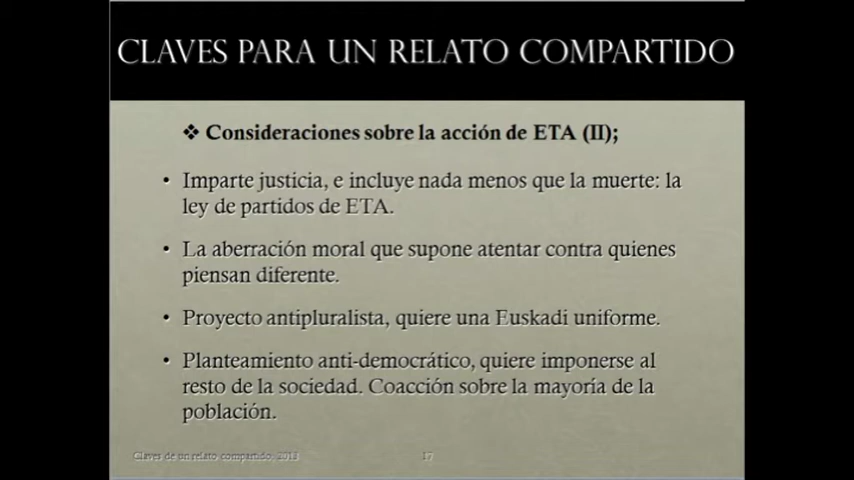 CLAVES PARA UN RELATO COMPARTIDO
❖ Consideraciones sobre la acción de ETA (II);
• Imparte justicia, e incluye nada menos que la muerte: la
ley de partidos de ETA.
• La aberración moral que supone atentar contra quienes
piensan diferente.
• Proyecto antipluralista, quiere una Euskadi uniforme.
• Planteamiento anti-democrático, quiere imponerse al
resto de la sociedad. Coacción sobre la mayoría de la
población.
Claves de un relato compartido, 2013
17